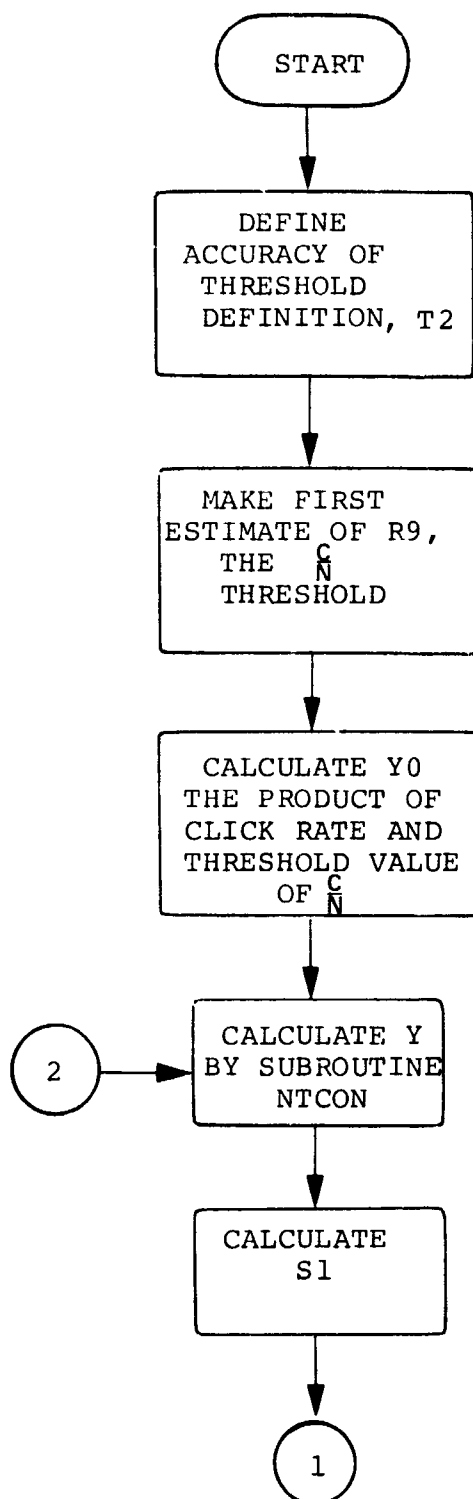 START
DEFINE
ACCURACY OF
THRESHOLD
DEFINITION, T2
MAKE FIRST
ESTIMATE OF R9,
THE C/N
THRESHOLD
CALCULATE Y0
THE PRODUCT OF
CLICK RATE AND
THRESHOLD VALUE
OF C/N
2
CALCULATE Y
BY SUBROUTINE
NTCON
CALCULATE
S1
1